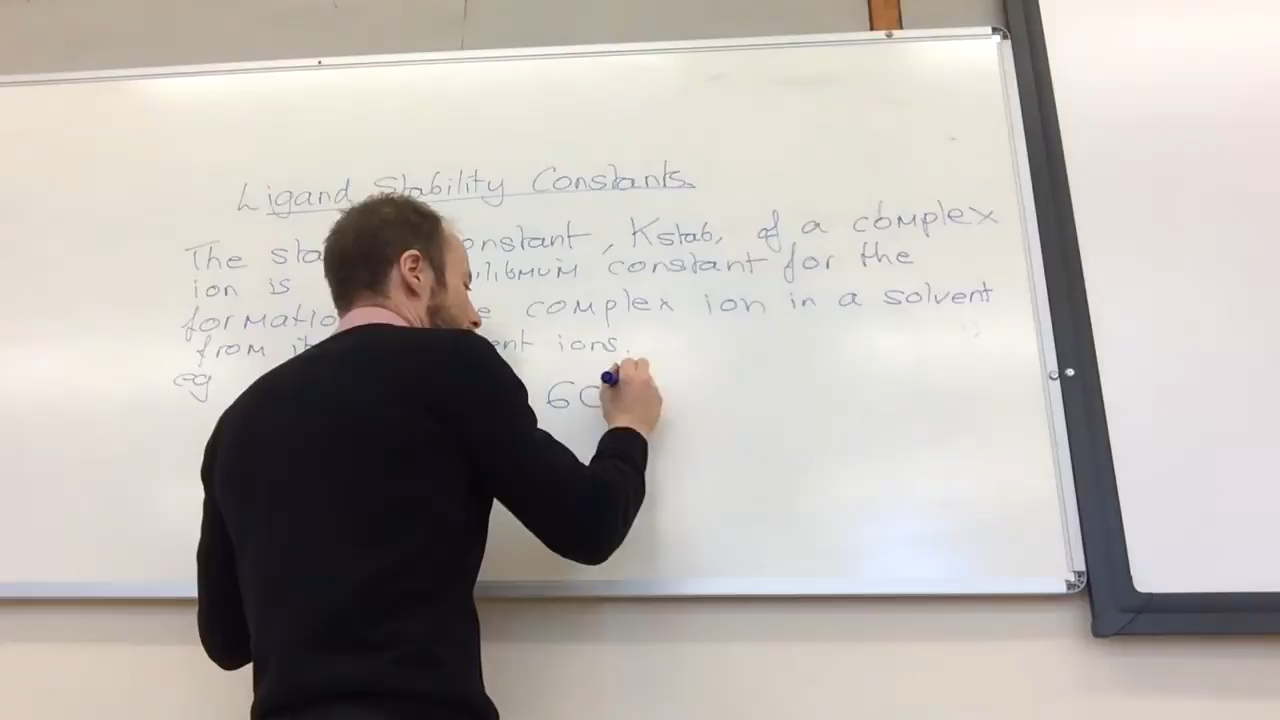 Ligand Stability Constants.
The sta onstant, Kstab, of a complex
ion is ilibrium constant for the
formatio e complex ion in a solvent
from it ent ions.
eg 6C